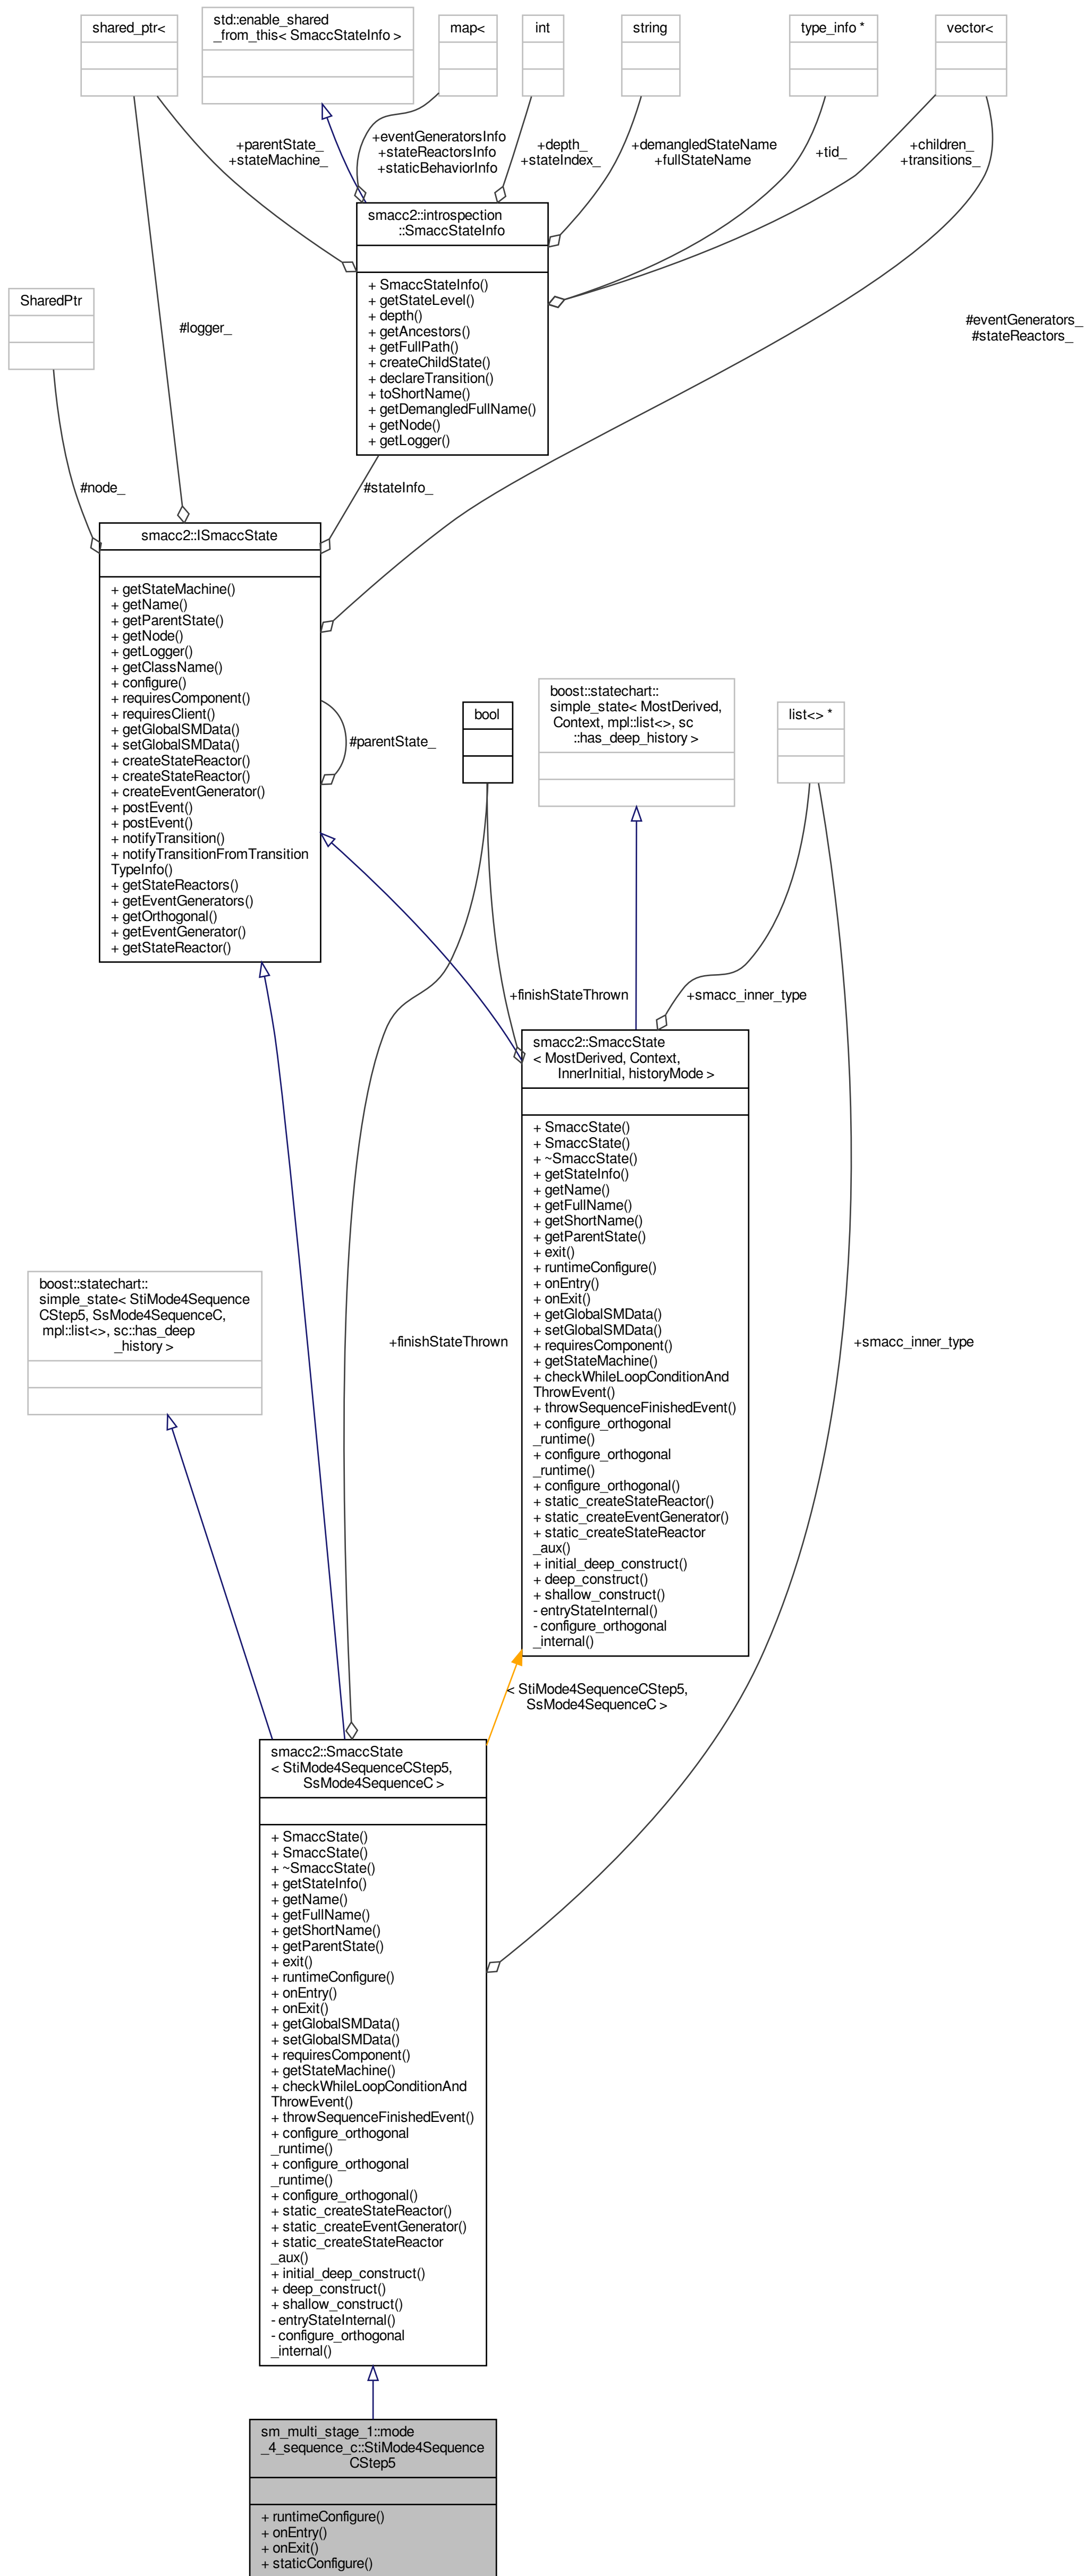 shared_ptr<
std::enable_shared
_from_this< SmaccStateInfo >
map<
int
string
type_info *
vector<
+parentState_
+stateMachine_
+eventGeneratorsInfo
+stateReactorsInfo
+staticBehaviorInfo
+depth_
+stateIndex_
+demangledStateName
+fullStateName
+tid_
+children_
+transitions_
smacc2::introspection
::SmaccStateInfo
+ SmaccStateInfo()
+ getStateLevel()
+ depth()
+ getAncestors()
+ getFullPath()
+ createChildState()
+ declareTransition()
+ toShortName()
+ getDemangledFullName()
+ getNode()
+ getLogger()
SharedPtr
#logger_
#eventGenerators_
#stateReactors_
#node_
#stateInfo_
smacc2::ISmaccState
+ getStateMachine()
+ getName()
+ getParentState()
+ getNode()
+ getLogger()
+ getClassName()
+ configure()
+ requiresComponent()
+ requiresClient()
+ getGlobalSMData()
+ setGlobalSMData()
+ createStateReactor()
+ createStateReactor()
+ createEventGenerator()
+ postEvent()
+ postEvent()
+ notifyTransition()
+ notifyTransitionFromTransition
TypeInfo()
+ getStateReactors()
+ getEventGenerators()
+ getOrthogonal()
+ getEventGenerator()
+ getStateReactor()
#parentState_
bool
boost::statechart::
simple_state< MostDerived,
Context, mpl::list<>, sc
::has_deep_history >
list<> *
+finishStateThrown
+smacc_inner_type
smacc2::SmaccState
< MostDerived, Context,
InnerInitial, historyMode >
+ SmaccState()
+ SmaccState()
+ ~SmaccState()
+ getStateInfo()
+ getName()
+ getFullName()
+ getShortName()
+ getParentState()
+ exit()
+ runtimeConfigure()
+ onEntry()
+ onExit()
+ getGlobalSMData()
+ setGlobalSMData()
+ requiresComponent()
+ getStateMachine()
+ checkWhileLoopConditionAnd
ThrowEvent()
+ throwSequenceFinishedEvent()
+ configure_orthogonal
_runtime()
+ configure_orthogonal
_runtime()
+ configure_orthogonal()
+ static_createStateReactor()
+ static_createEventGenerator()
+ static_createStateReactor
_aux()
+ initial_deep_construct()
+ deep_construct()
+ shallow_construct()
- entryStateInternal()
- configure_orthogonal
_internal()
boost::statechart::
simple_state< StiMode4Sequence
CStep5, SsMode4SequenceC,
mpl::list<>, sc::has_deep
_history >
+finishStateThrown
+smacc_inner_type
< StiMode4SequenceCStep5,
SsMode4SequenceC >
smacc2::SmaccState
< StiMode4SequenceCStep5,
SsMode4SequenceC >
+ SmaccState()
+ SmaccState()
+ ~SmaccState()
+ getStateInfo()
+ getName()
+ getFullName()
+ getShortName()
+ getParentState()
+ exit()
+ runtimeConfigure()
+ onEntry()
+ onExit()
+ getGlobalSMData()
+ setGlobalSMData()
+ requiresComponent()
+ getStateMachine()
+ checkWhileLoopConditionAnd
ThrowEvent()
+ throwSequenceFinishedEvent()
+ configure_orthogonal
_runtime()
+ configure_orthogonal
_runtime()
+ configure_orthogonal()
+ static_createStateReactor()
+ static_createEventGenerator()
+ static_createStateReactor
_aux()
+ initial_deep_construct()
+ deep_construct()
+ shallow_construct()
- entryStateInternal()
- configure_orthogonal
_internal()
sm_multi_stage_1::mode
_4_sequence_c::StiMode4Sequence
CStep5
+ runtimeConfigure()
+ onEntry()
+ onExit()
+ staticConfigure()